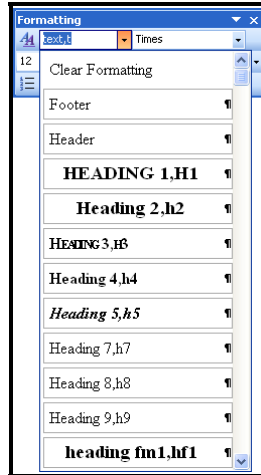 Formatting
text,t Times
12
Clear Formatting
Footer ¶
Header ¶
HEADING 1,H1 ¶
Heading 2,h2 ¶
HEADING 3,H3 ¶
Heading 4,h4 ¶
Heading 5,h5 ¶
Heading 7,h7 ¶
Heading 8,h8 ¶
Heading 9,h9 ¶
heading fm1,hf1 ¶